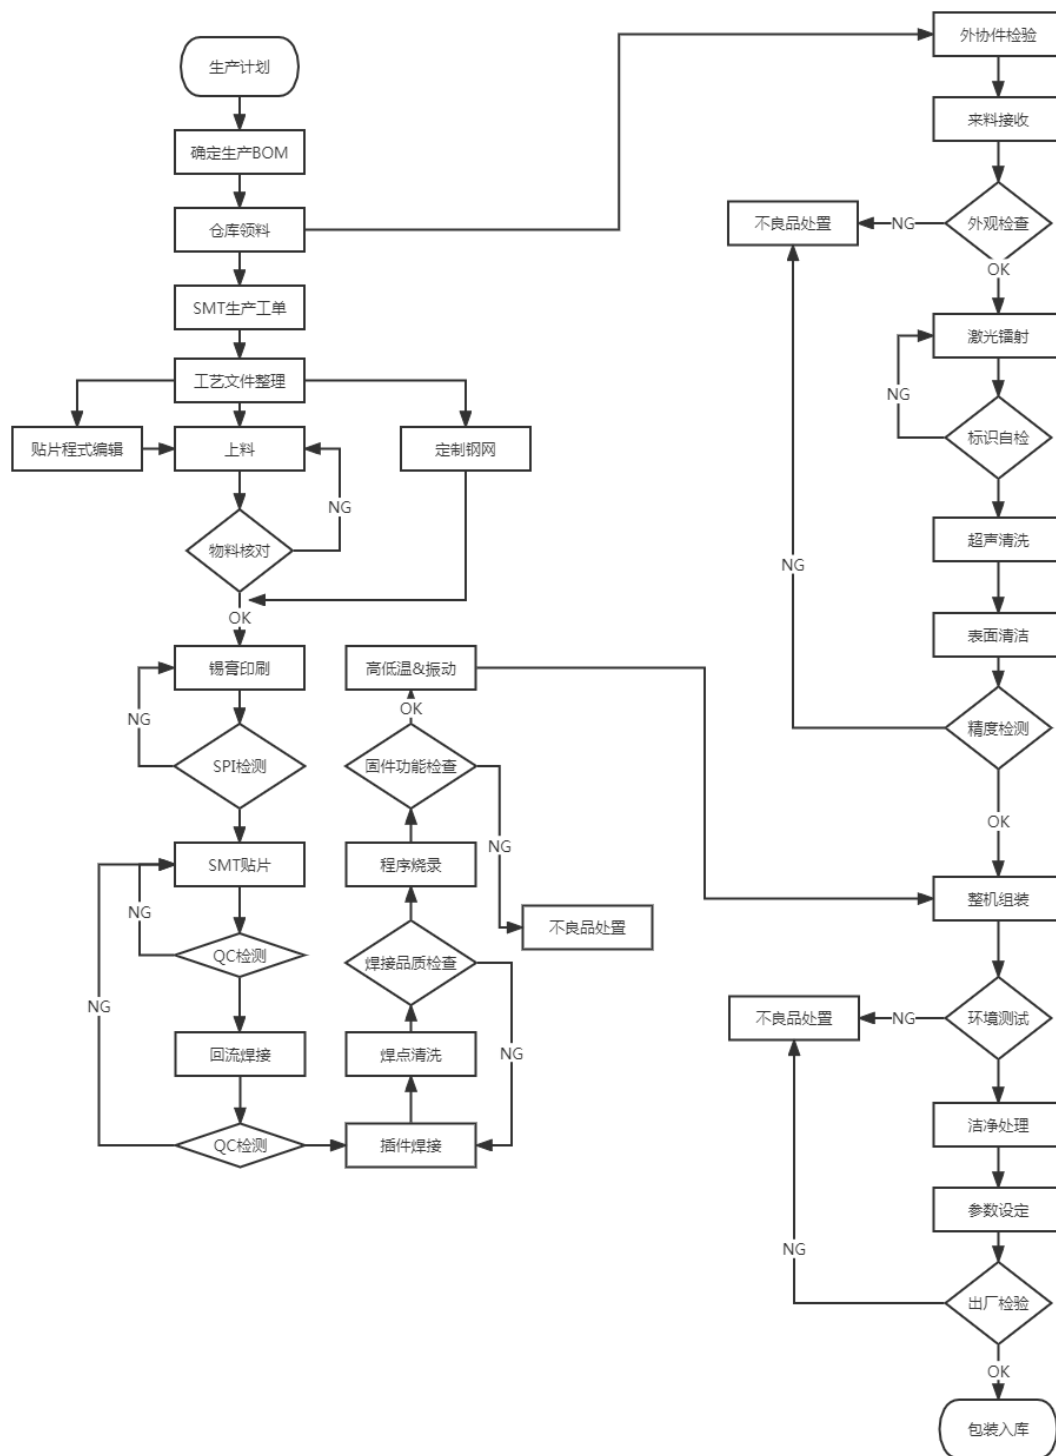 生产计划
确定生产BOM
仓库领料
SMT生产工单
工艺文件整理
贴片程式编辑
上料
定制钢网
NG
物料核对
OK
锡膏印刷
NG
SPI检测
SMT贴片
NG
QC检测
NG
回流焊接
QC检测
高低温&振动
OK
固件功能检查
NG
程序烧录
不良品处置
焊接品质检查
NG
焊点清洗
插件焊接
外协件检验
来料接收
不良品处置
NG
外观检查
OK
激光镭射
NG
标识自检
超声清洗
NG
表面清洁
精度检测
OK
整机组装
不良品处置
NG
环境测试
洁净处理
参数设定
NG
出厂检验
OK
包装入库